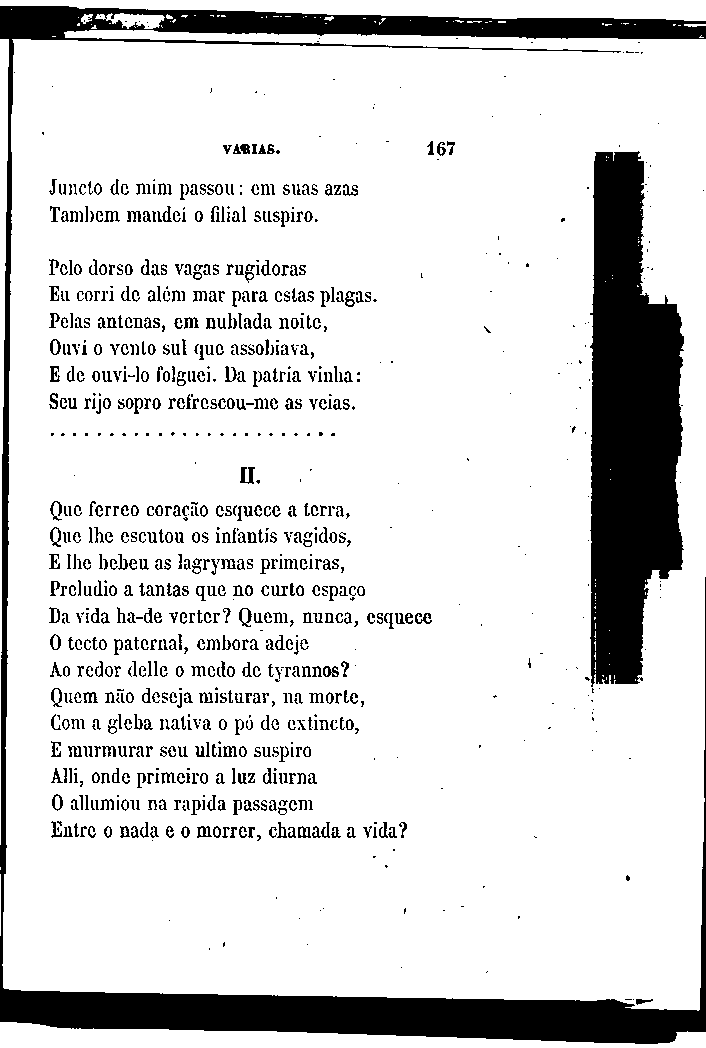 VARIAS. 167
Juncto de mim passou: em suas azas
Tambem mandei o filial suspiro.
Pelo dorso das vagas rugidoras
Eu corri de além mar para estas plagas.
Pelas antenas, em nublada noite,
Ouvi o vento sul que assobiava,
E de ouvi-lo folguei. Da patria vinha:
Seu rijo sopro refrescou-me as veias.
. . . . . . . . . . . . . . . . . . . . . . . .
II.
Que ferreo coração esquece a terra,
Que lhe escutou os infantís vagidos,
E lhe bebeu as lagrymas primeiras,
Preludio a tantas que no curto espaço
Da vida ha-de verter? Quem, nunca, esquece
O tecto paternal, embora adeje
Ao redor delle o medo de tyrannos?
Quem não deseja misturar, na morte,
Com a gleba nativa o pó de extincto,
E murmurar seu ultimo suspiro
Alli, onde primeiro a luz diurna
O allumiou na rapida passagem
Entre o nada e o morrer, chamada a vida?